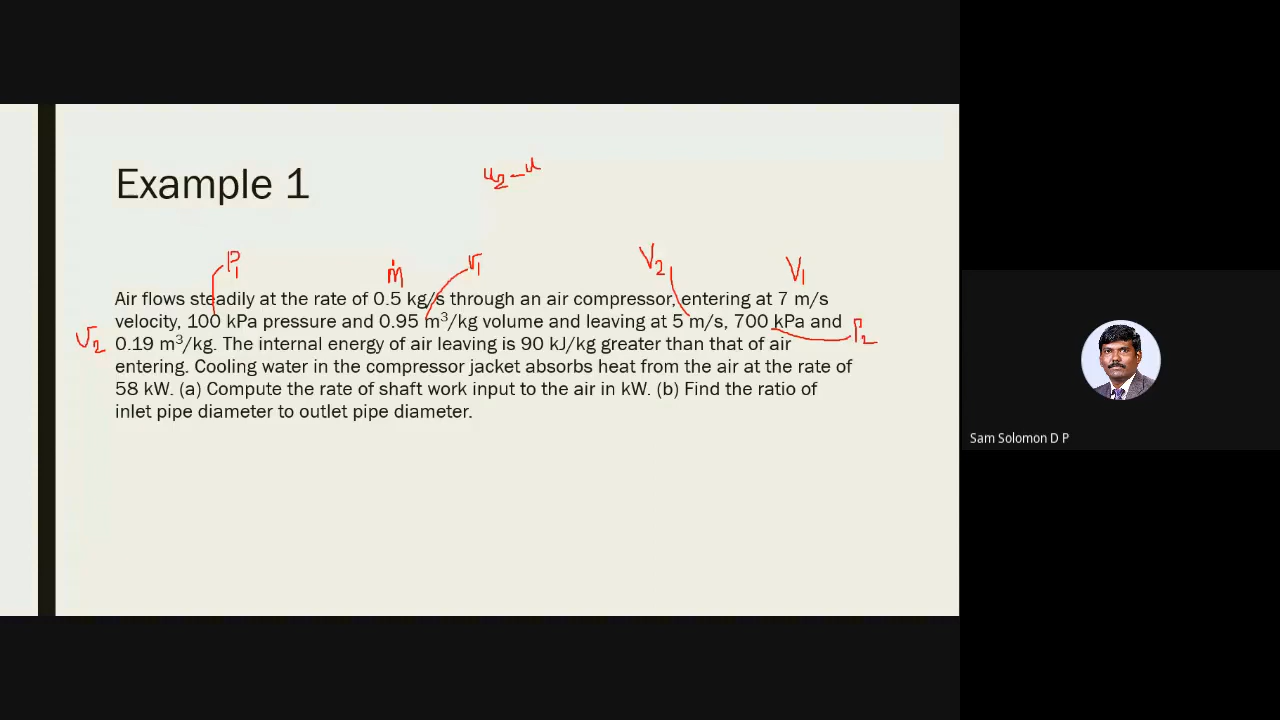 Example 1
u2-u
P1
ṁ
v1
V2
V1
Air flows steadily at the rate of 0.5 kg/s through an air compressor, entering at 7 m/s
velocity, 100 kPa pressure and 0.95 m³/kg volume and leaving at 5 m/s, 700 kPa and
P2
v2
0.19 m³/kg. The internal energy of air leaving is 90 kJ/kg greater than that of air
entering. Cooling water in the compressor jacket absorbs heat from the air at the rate of
58 kW. (a) Compute the rate of shaft work input to the air in kW. (b) Find the ratio of
inlet pipe diameter to outlet pipe diameter.
Sam Solomon D P